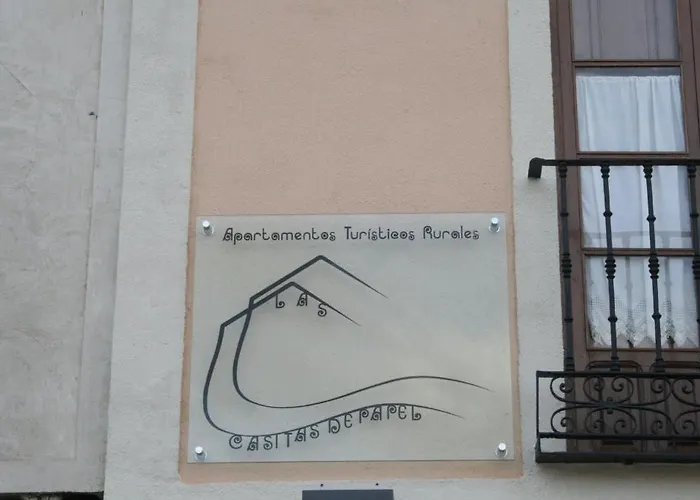 Apartamentos Turísticos Rurales
LAS
CASITAS DE PAPEL